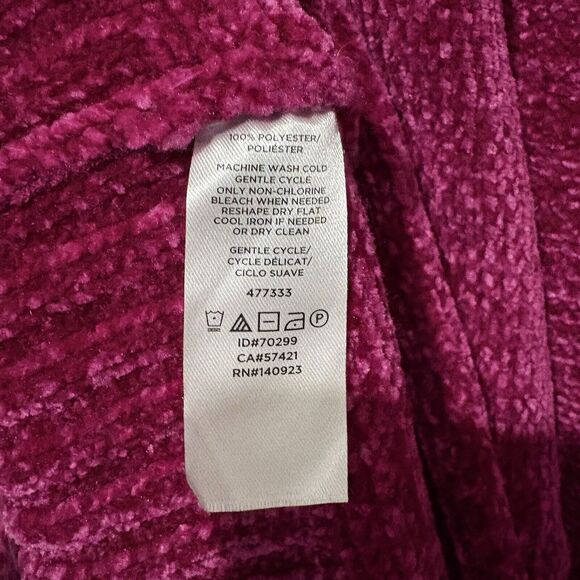 100% POLYESTER/
POLIÉSTER
MACHINE WASH COLD
GENTLE CYCLE
ONLY NON-CHLORINE
BLEACH WHEN NEEDED
RESHAPE DRY FLAT
COOL IRON IF NEEDED
OR DRY CLEAN
GENTLE CYCLE/
CYCLE DÉLICAT/
CICLO SUAVE
477333
P
ID#70299
CA#57421
RN#140923